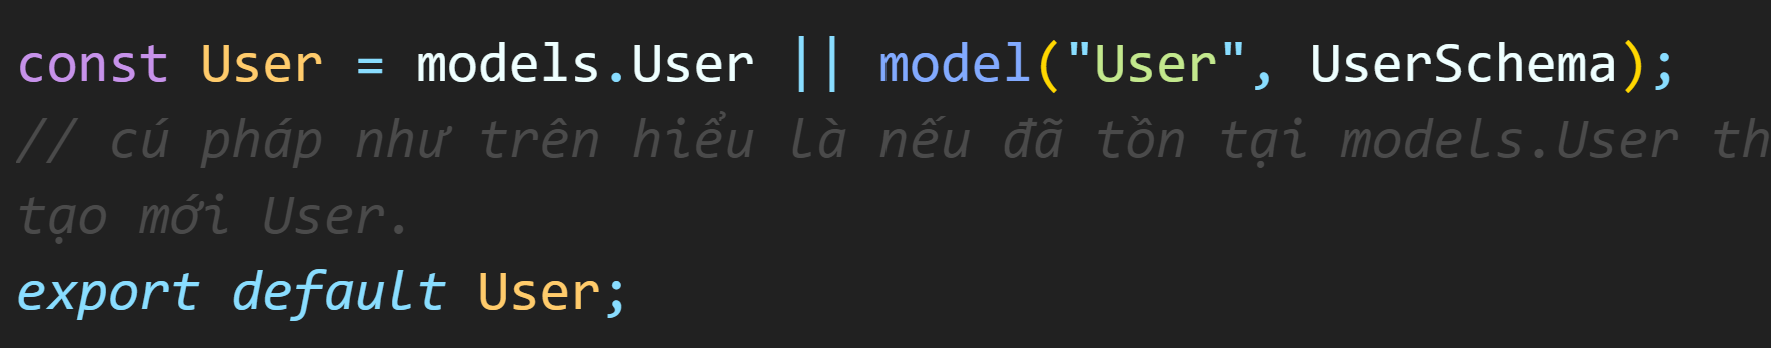 const User = models.User || model("User", UserSchema);
// cú pháp như trên hiểu là nếu đã tồn tại models.User th
tạo mới User.
export default User;